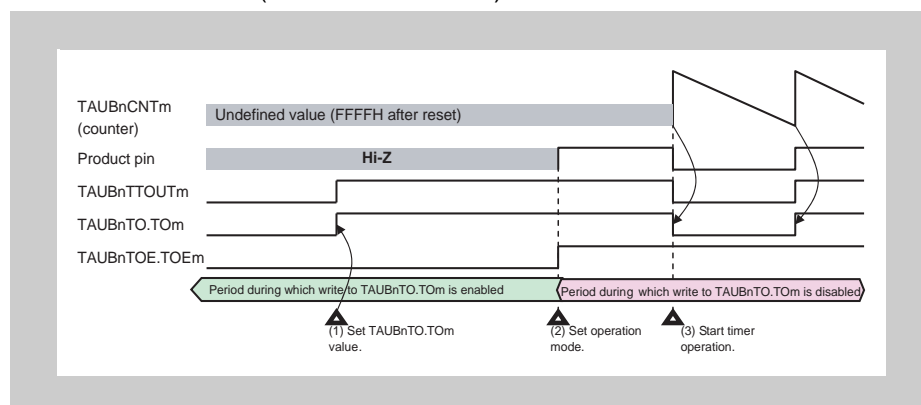 TAUBnCNTm
(counter)
Undefined value (FFFFH after reset)
Product pin
Hi-Z
TAUBnTTOUTm
TAUBnTO.TOm
TAUBnTOE.TOEm
Period during which write to TAUBnTO.TOm is enabled
Period during which write to TAUBnTO.TOm is disabled
(1) Set TAUBnTO.TOm
value.
(2) Set operation
mode.
(3) Start timer
operation.